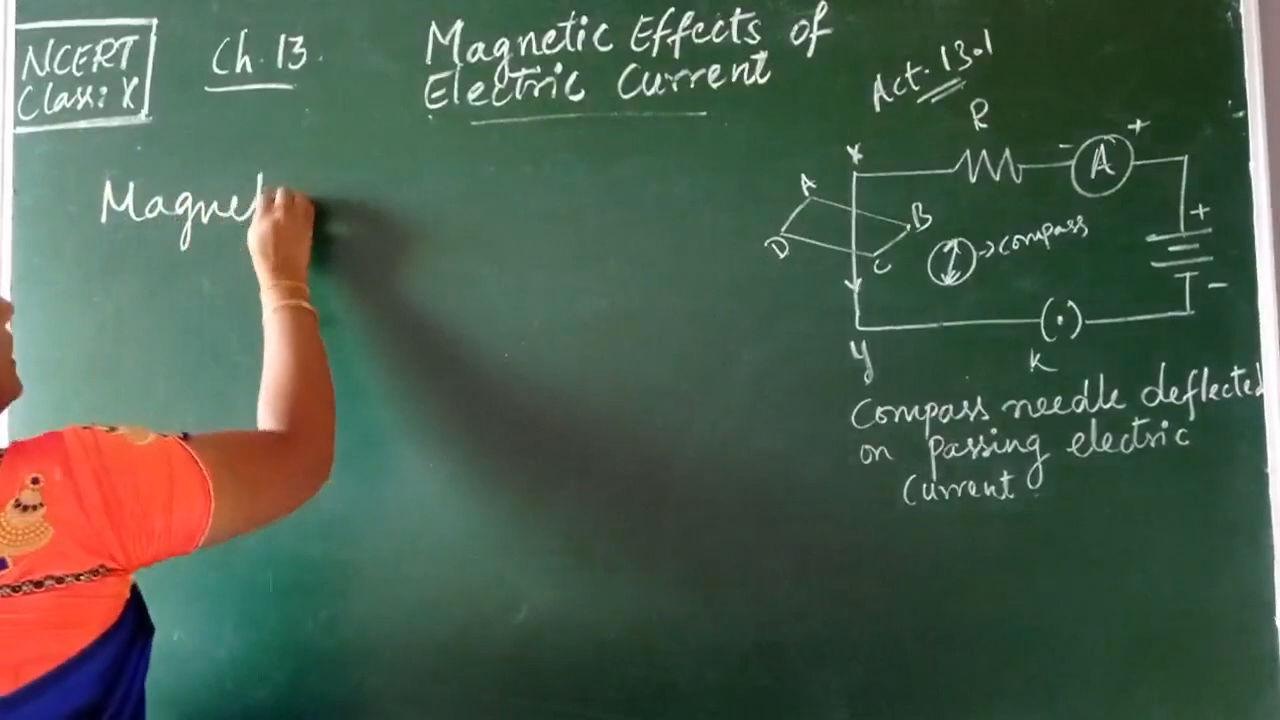 NCERT
Class: X
Ch. 13.
Magnetic Effects of
Electric Current
Act. 13.1
Magnet
X
R
- A +
A
B
D
C
→ compass
+
-
Y
K
Compass needle deflected
on passing electric
Current